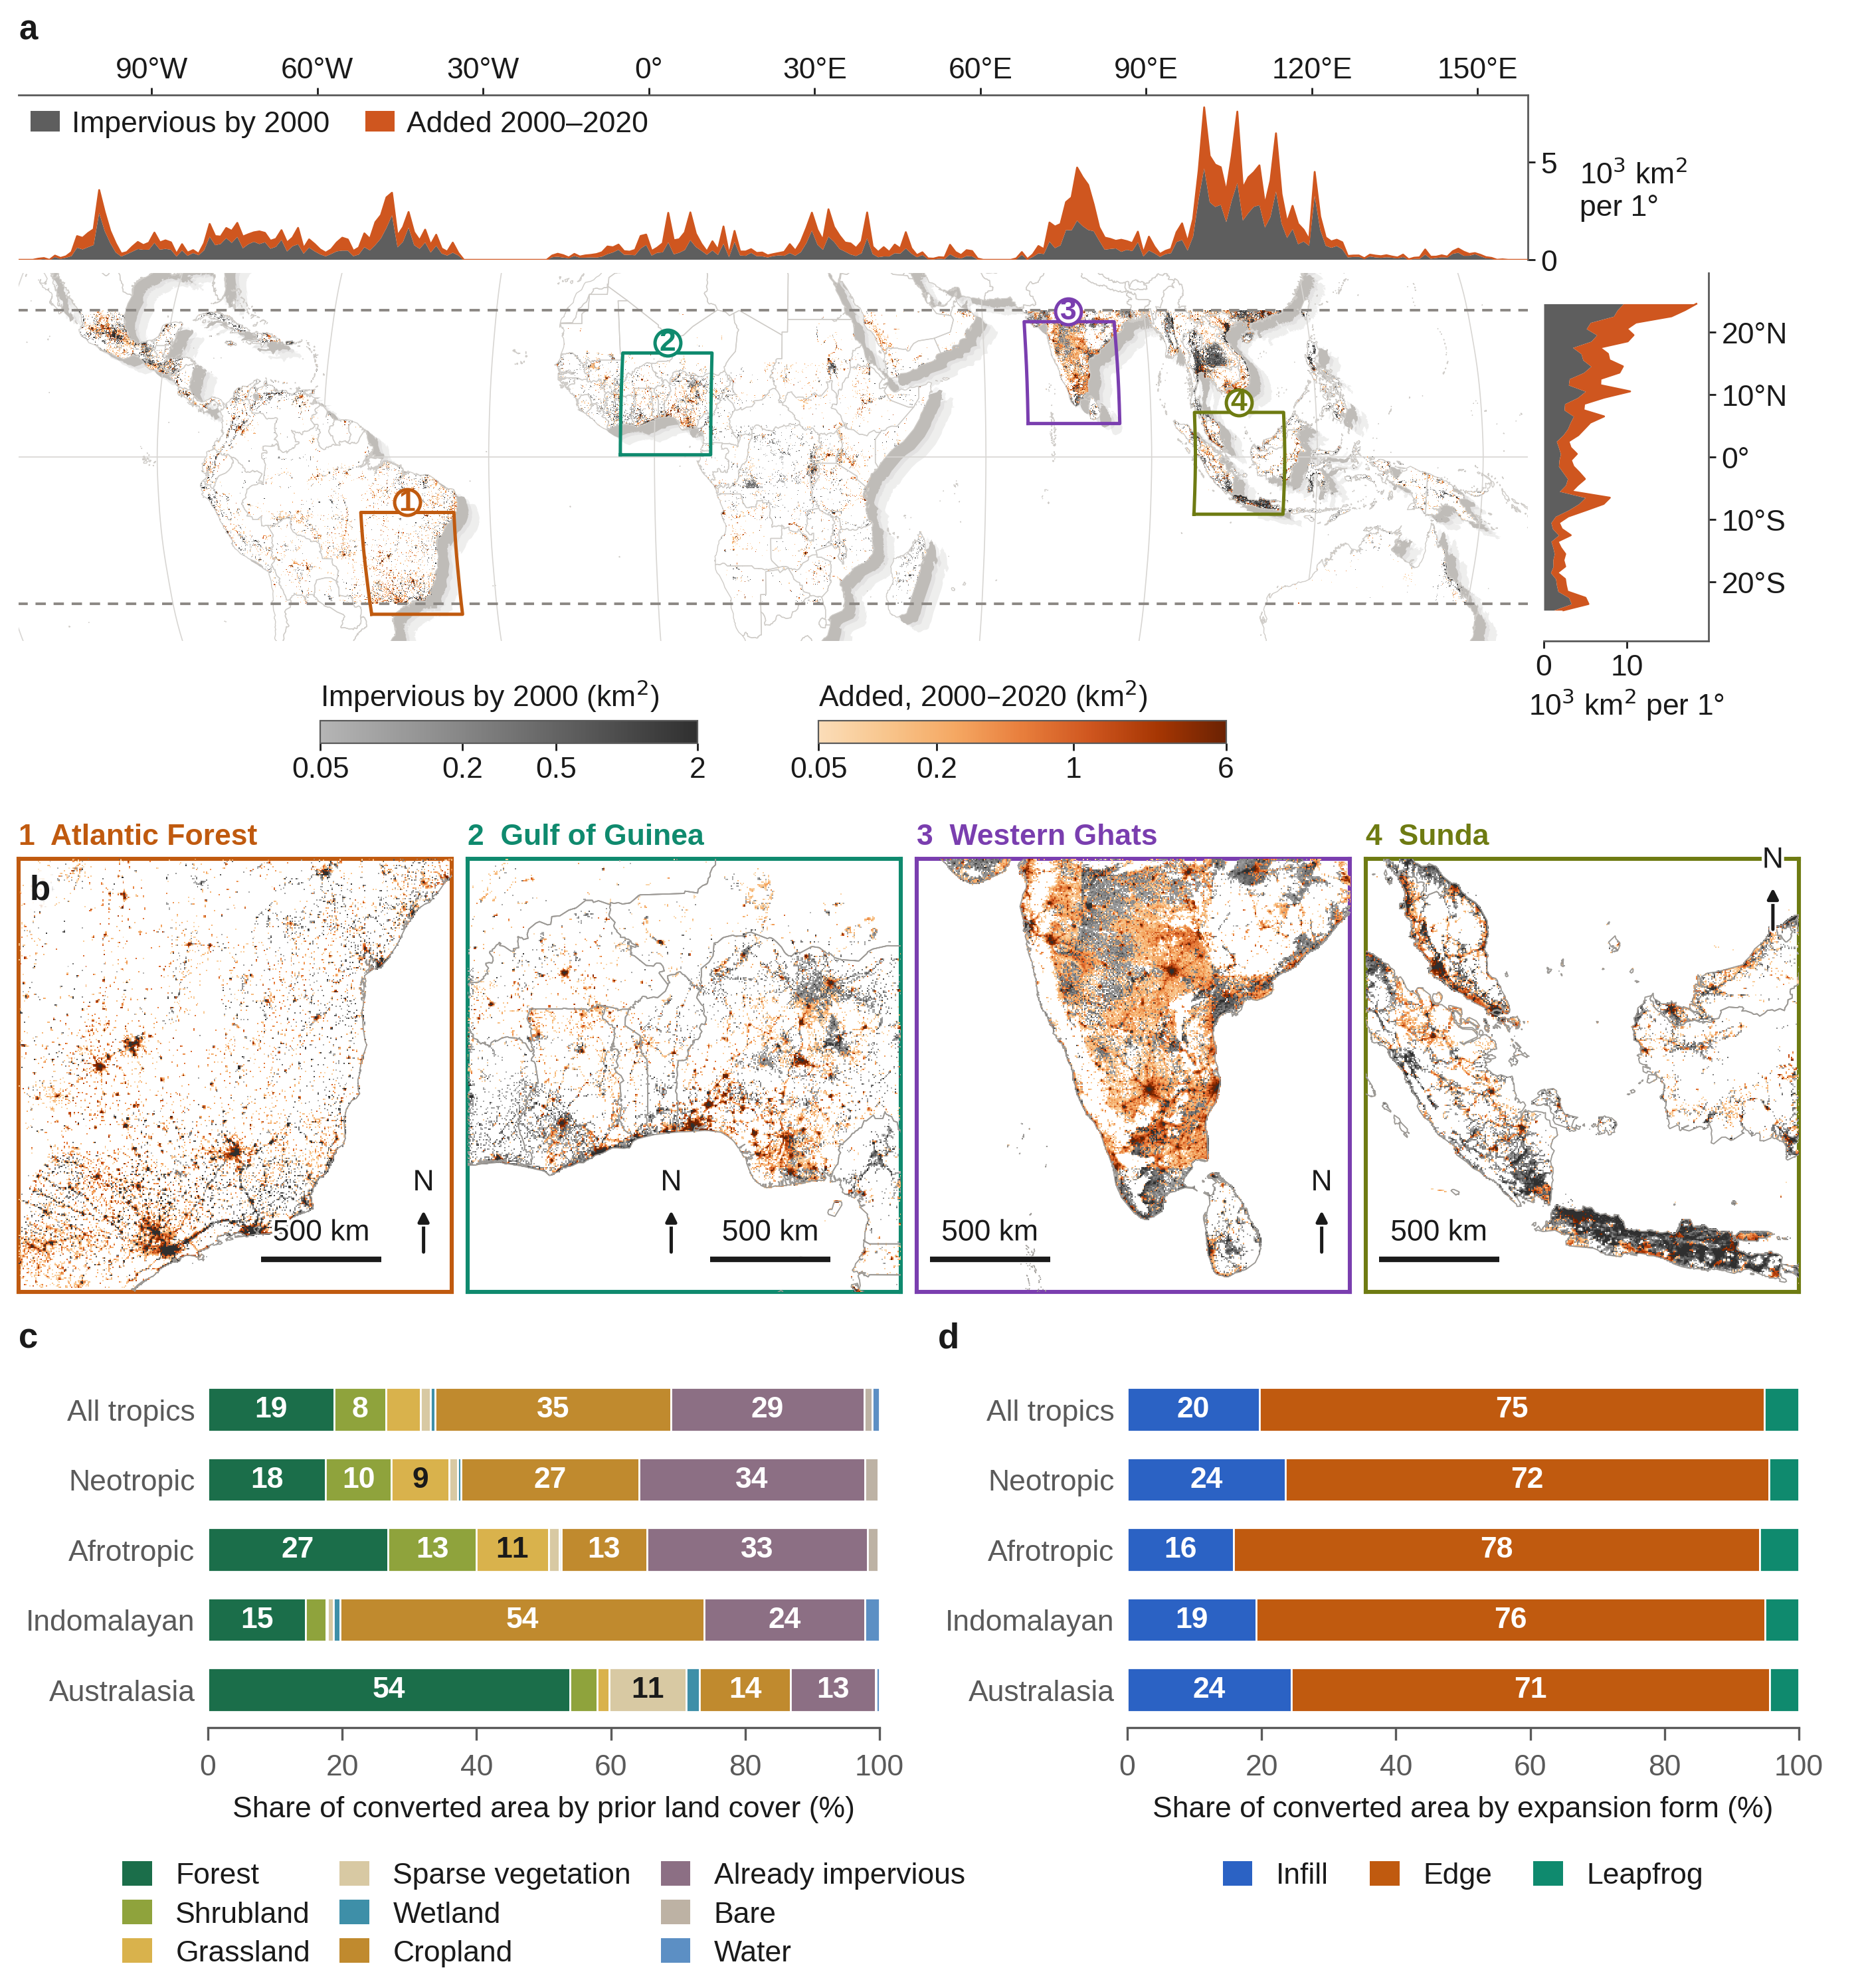 a
90°W 60°W 30°W 0° 30°E 60°E 90°E 120°E 150°E
Impervious by 2000 Added 2000–2020
5
0
10³ km²
per 1°
1 2 3 4
20°N
10°N
0°
10°S
20°S
0 10
10³ km² per 1°
Impervious by 2000 (km²)
0.05 0.2 0.5 2
Added, 2000–2020 (km²)
0.05 0.2 1 6
b
1 Atlantic Forest
500 km
N
2 Gulf of Guinea
N
500 km
3 Western Ghats
500 km
N
4 Sunda
N
500 km
c
All tropics 19 8 35 29
Neotropic 18 10 9 27 34
Afrotropic 27 13 11 13 33
Indomalayan 15 54 24
Australasia 54 11 14 13
0 20 40 60 80 100
Share of converted area by prior land cover (%)
Forest Sparse vegetation Already impervious
Shrubland Wetland Bare
Grassland Cropland Water
d
All tropics 20 75
Neotropic 24 72
Afrotropic 16 78
Indomalayan 19 76
Australasia 24 71
0 20 40 60 80 100
Share of converted area by expansion form (%)
Infill Edge Leapfrog